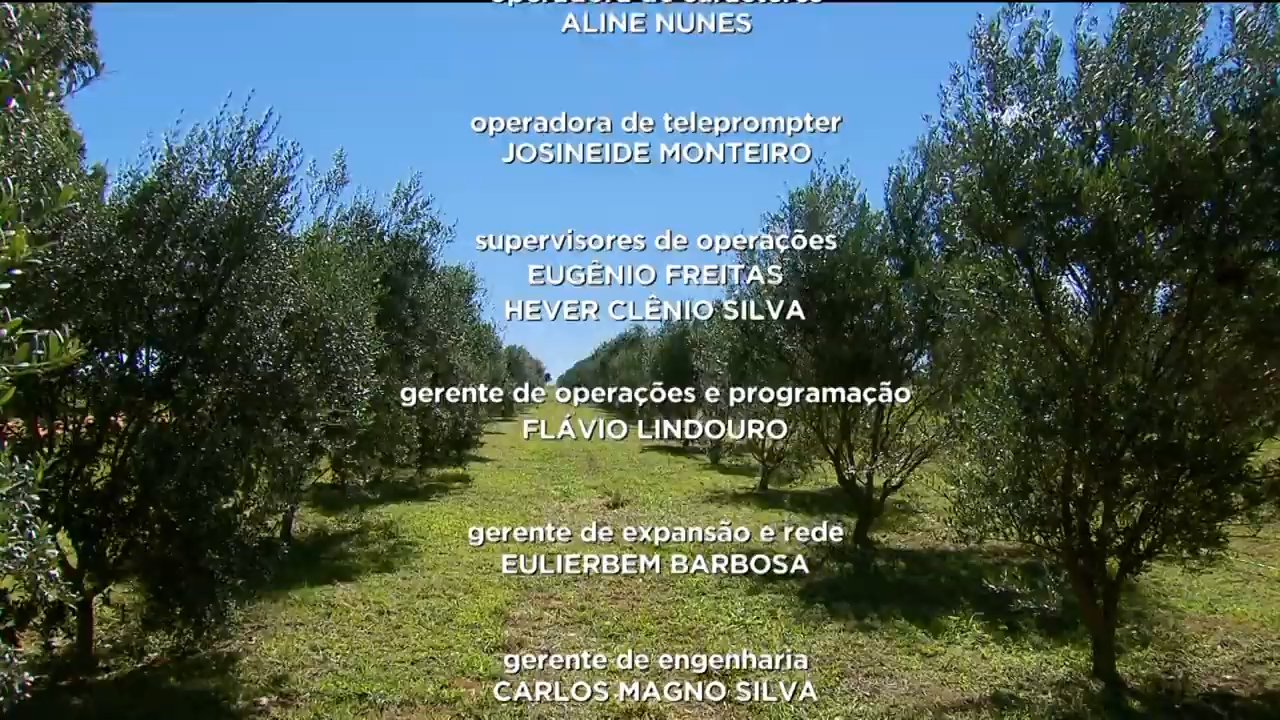 ALINE NUNES
operadora de teleprompter
JOSINEIDE MONTEIRO
supervisores de operações
EUGÊNIO FREITAS
HEVER CLÊNIO SILVA
gerente de operações e programação
FLÁVIO LINDOURO
gerente de expansão e rede
EULIERBEM BARBOSA
gerente de engenharia
CARLOS MAGNO SILVA